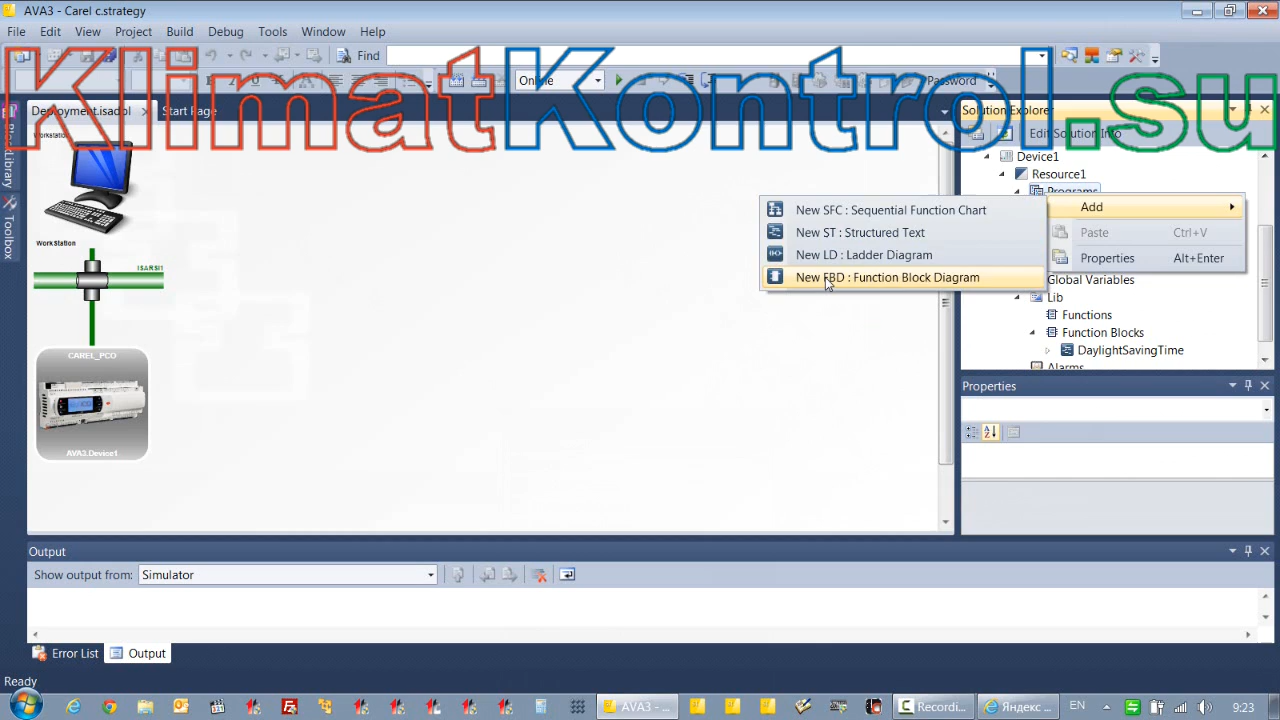 AVA3 - Carel c.strategy
File Edit View Project Build Debug Tools Window Help
Find
Online
Password
KlimatKontrol.su
Deployment.isadpl
Start Page
Block Library
Toolbox
Workstation
WorkStation
ISARSI1
CAREL_PCO
AVA3.Device1
Solution Explorer
Edit Solution Info
Device1
Resource1
Programs
Add
Paste Ctrl+V
Properties Alt+Enter
New SFC : Sequential Function Chart
New ST : Structured Text
New LD : Ladder Diagram
New FBD : Function Block Diagram
Global Variables
Lib
Functions
Function Blocks
DaylightSavingTime
Alarms
Properties
Output
Show output from: Simulator
Error List
Output
Ready
AVA3 - ...
Recordi...
Яндекс ...
EN
9:23